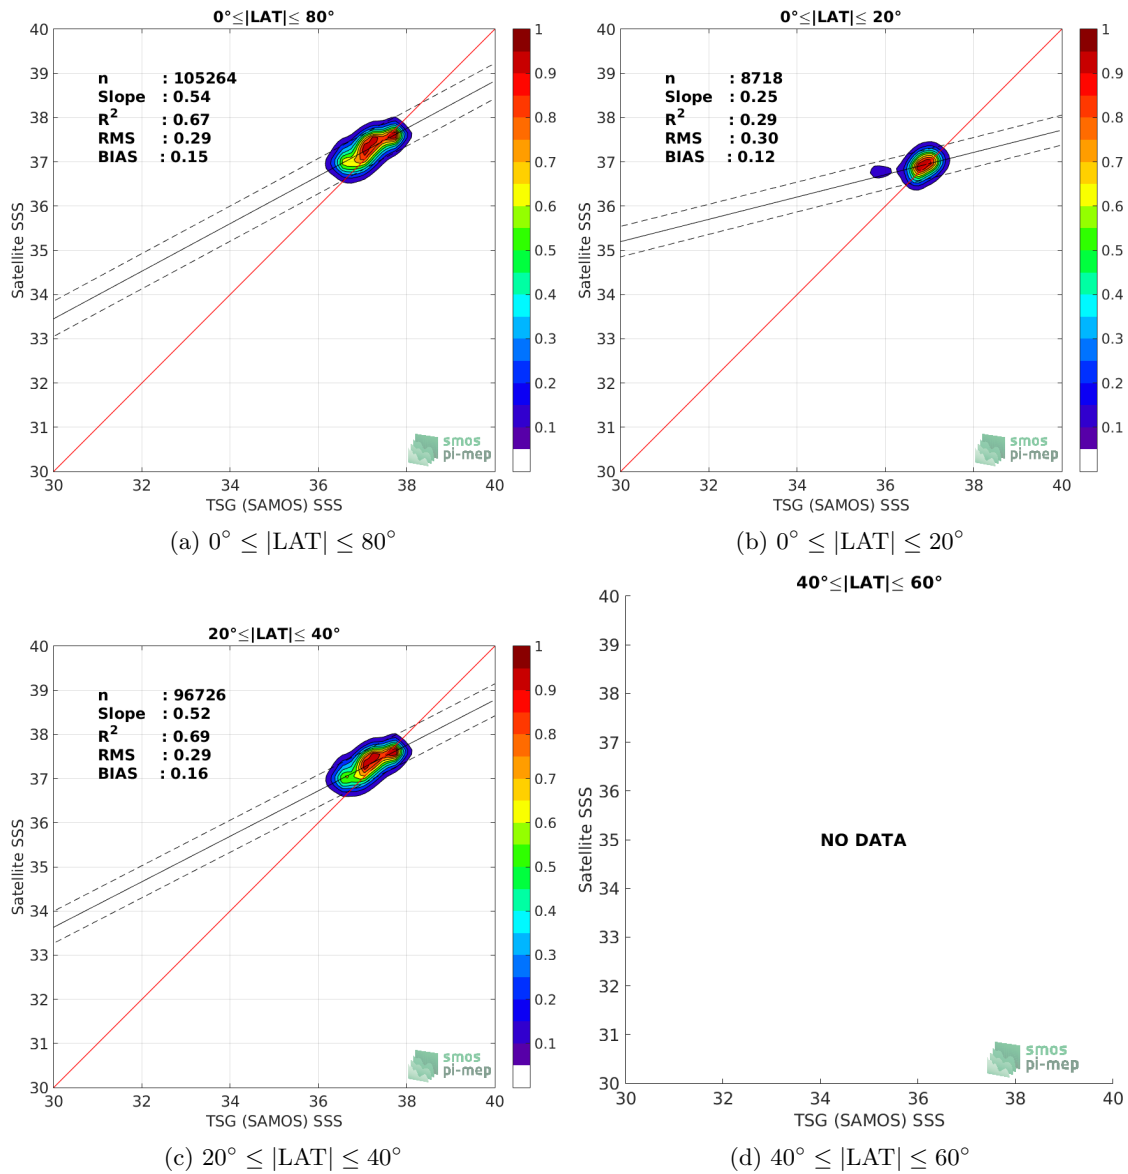 0°≤|LAT|≤ 80°
40
39
38
37
36
35
34
33
32
31
30
Satellite SSS
n : 105264
Slope : 0.54
R2 : 0.67
RMS : 0.29
BIAS : 0.15
smos
pi-mep
30 32 34 36 38 40
TSG (SAMOS) SSS
1
0.9
0.8
0.7
0.6
0.5
0.4
0.3
0.2
0.1
(a) 0° ≤ |LAT| ≤ 80°
0°≤|LAT|≤ 20°
40
39
38
37
36
35
34
33
32
31
30
Satellite SSS
n : 8718
Slope : 0.25
R2 : 0.29
RMS : 0.30
BIAS : 0.12
smos
pi-mep
30 32 34 36 38 40
TSG (SAMOS) SSS
1
0.9
0.8
0.7
0.6
0.5
0.4
0.3
0.2
0.1
(b) 0° ≤ |LAT| ≤ 20°
20°≤|LAT|≤ 40°
40
39
38
37
36
35
34
33
32
31
30
Satellite SSS
n : 96726
Slope : 0.52
R2 : 0.69
RMS : 0.29
BIAS : 0.16
smos
pi-mep
30 32 34 36 38 40
TSG (SAMOS) SSS
1
0.9
0.8
0.7
0.6
0.5
0.4
0.3
0.2
0.1
(c) 20° ≤ |LAT| ≤ 40°
40°≤|LAT|≤ 60°
40
39
38
37
36
35
34
33
32
31
30
Satellite SSS
NO DATA
smos
pi-mep
30 32 34 36 38 40
TSG (SAMOS) SSS
(d) 40° ≤ |LAT| ≤ 60°